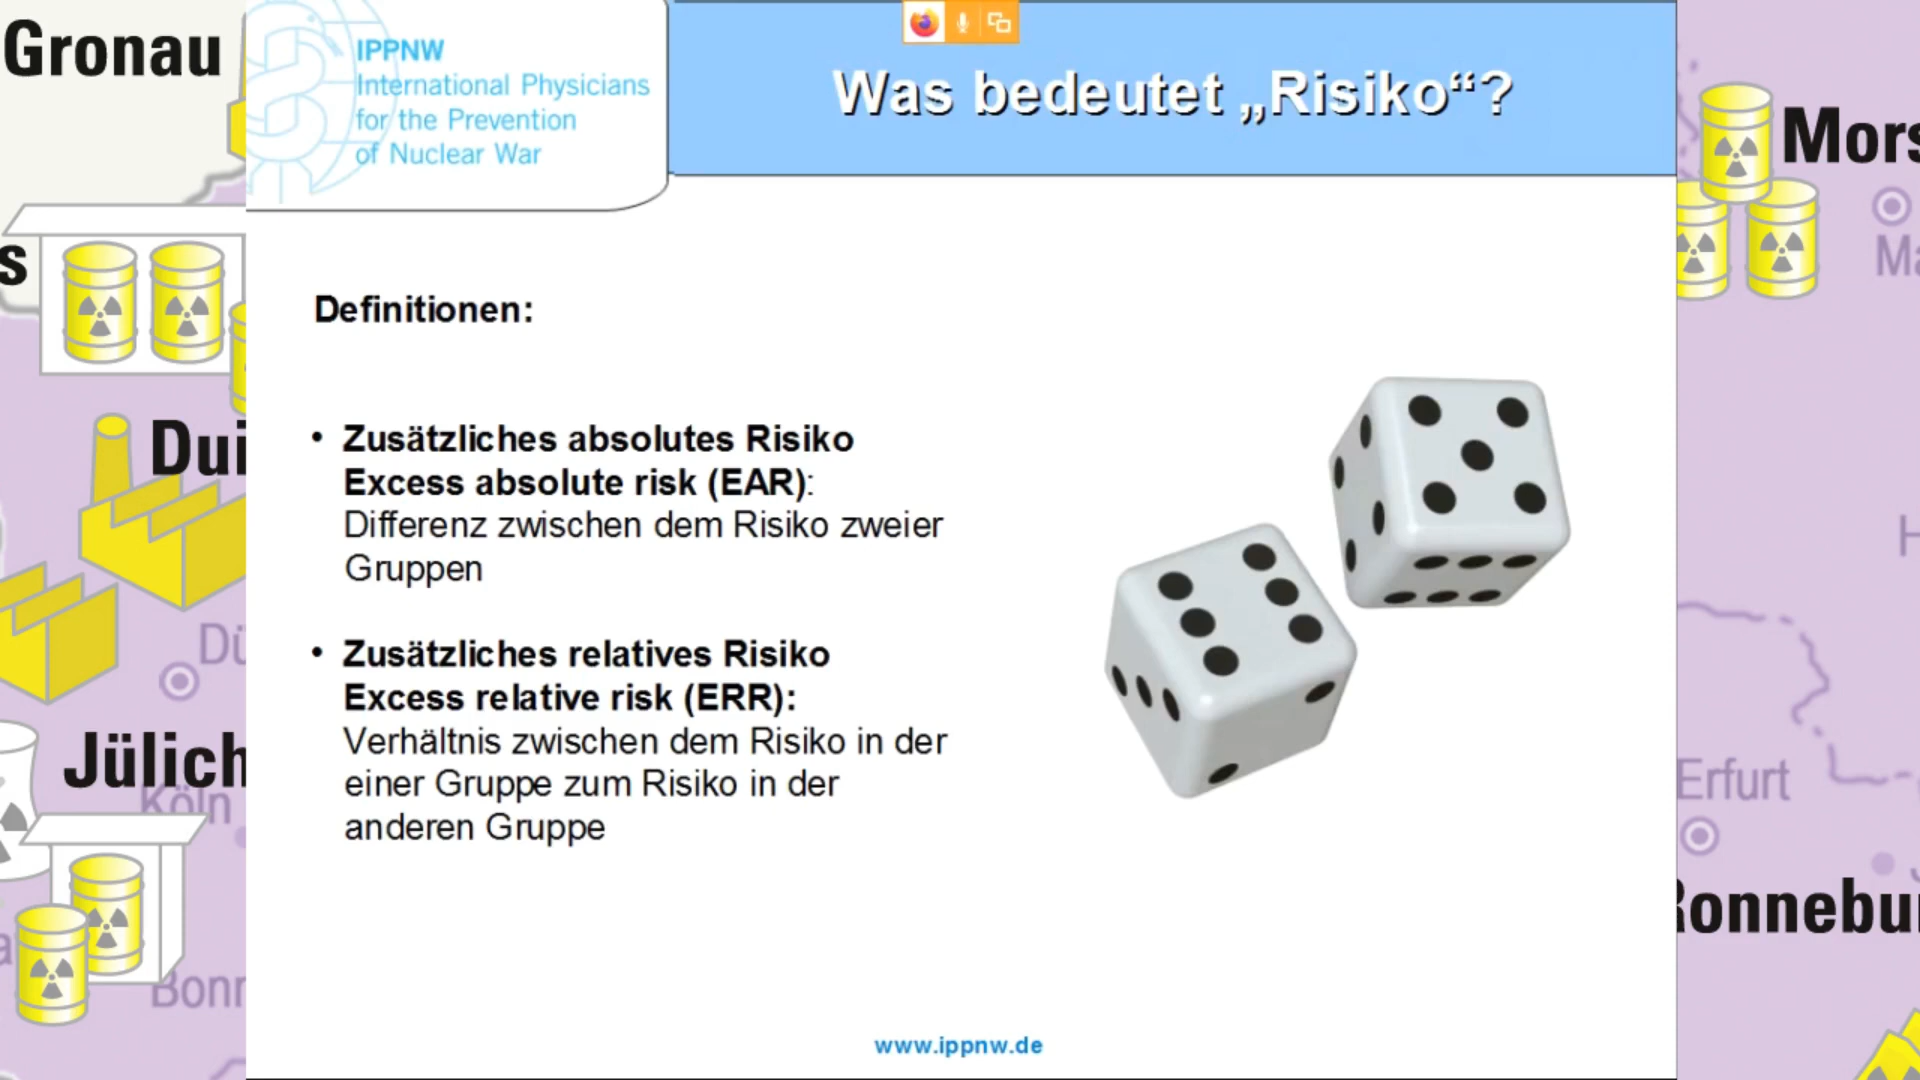 Gronau
IPPNW
International Physicians
for the Prevention
of Nuclear War
Was bedeutet „Risiko“?
Mors
Ma
s
Definitionen:
• Zusätzliches absolutes Risiko
Excess absolute risk (EAR):
Differenz zwischen dem Risiko zweier
Gruppen
• Zusätzliches relatives Risiko
Excess relative risk (ERR):
Verhältnis zwischen dem Risiko in der
einer Gruppe zum Risiko in der
anderen Gruppe
Dui
Dü
Jülich
Köln
Bonn
H
Erfurt
Ronnebu
www.ippnw.de